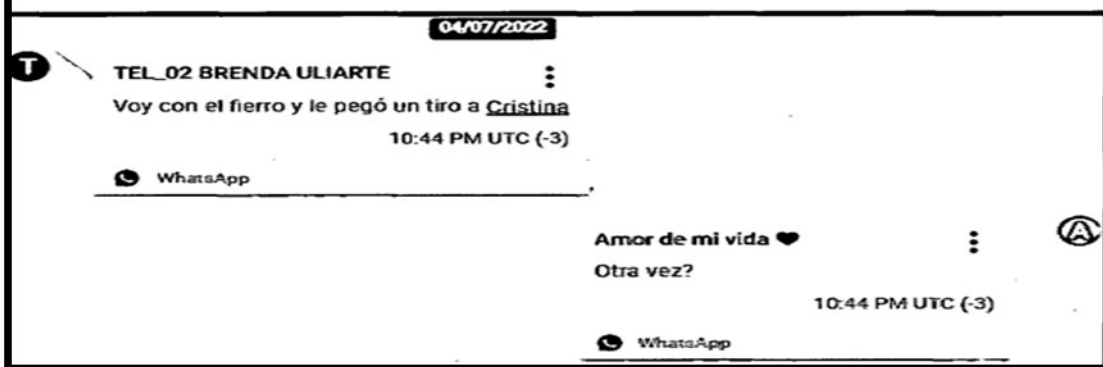 04/07/2022
T
TEL_02 BRENDA ULIARTE
Voy con el fierro y le pegó un tiro a Cristina
10:44 PM UTC (-3)
WhatsApp
Amor de mi vida ♥
Otra vez?
10:44 PM UTC (-3)
WhatsApp